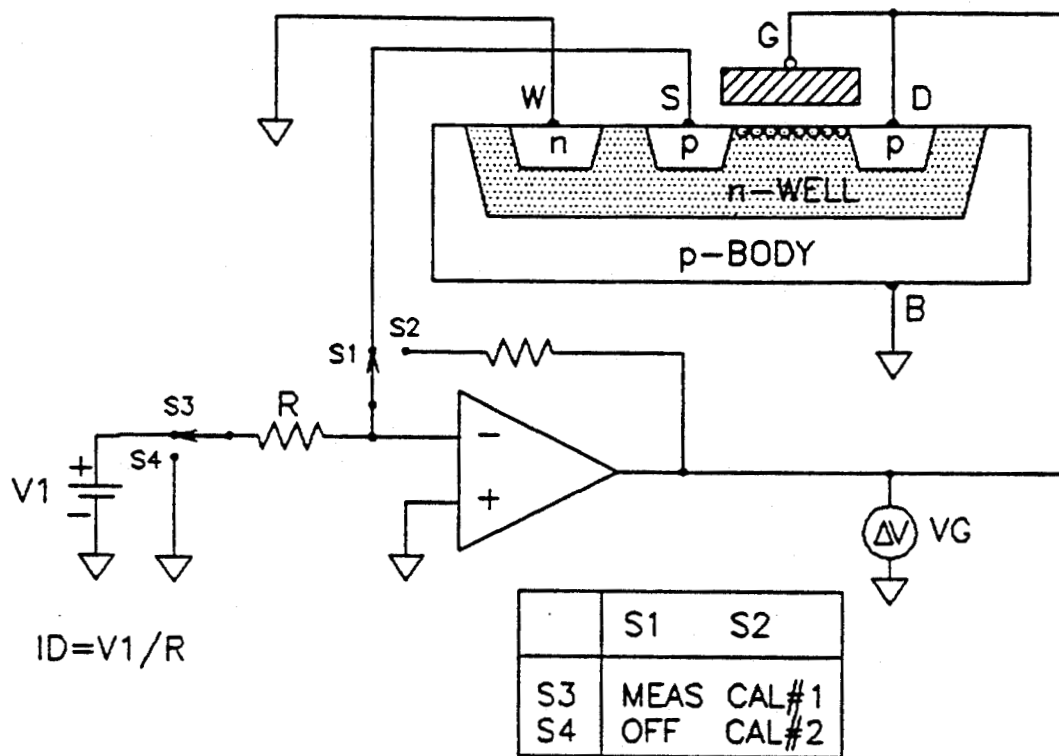 G
W
S
D
n
p
p
n-WELL
p-BODY
B
S2
S1
S3
R
S4
+
V1
-
-
+
ΔV
VG
ID=V1/R
S1 S2
S3 MEAS CAL#1
S4 OFF CAL#2